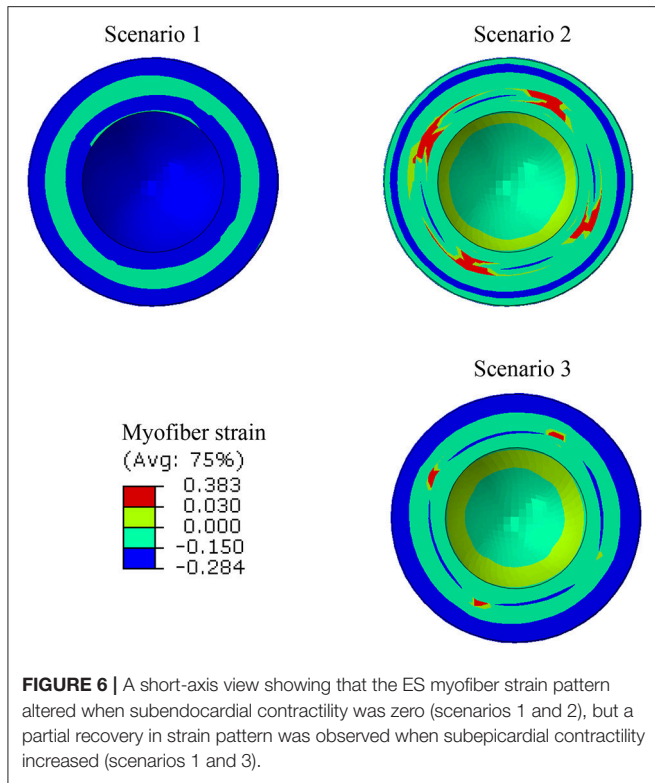 Scenario 1
Scenario 2
Scenario 3
Myofiber strain
(Avg: 75%)
0.383
0.030
0.000
-0.150
-0.284
FIGURE 6 | A short-axis view showing that the ES myofiber strain pattern
altered when subendocardial contractility was zero (scenarios 1 and 2), but a
partial recovery in strain pattern was observed when subepicardial contractility
increased (scenarios 1 and 3).